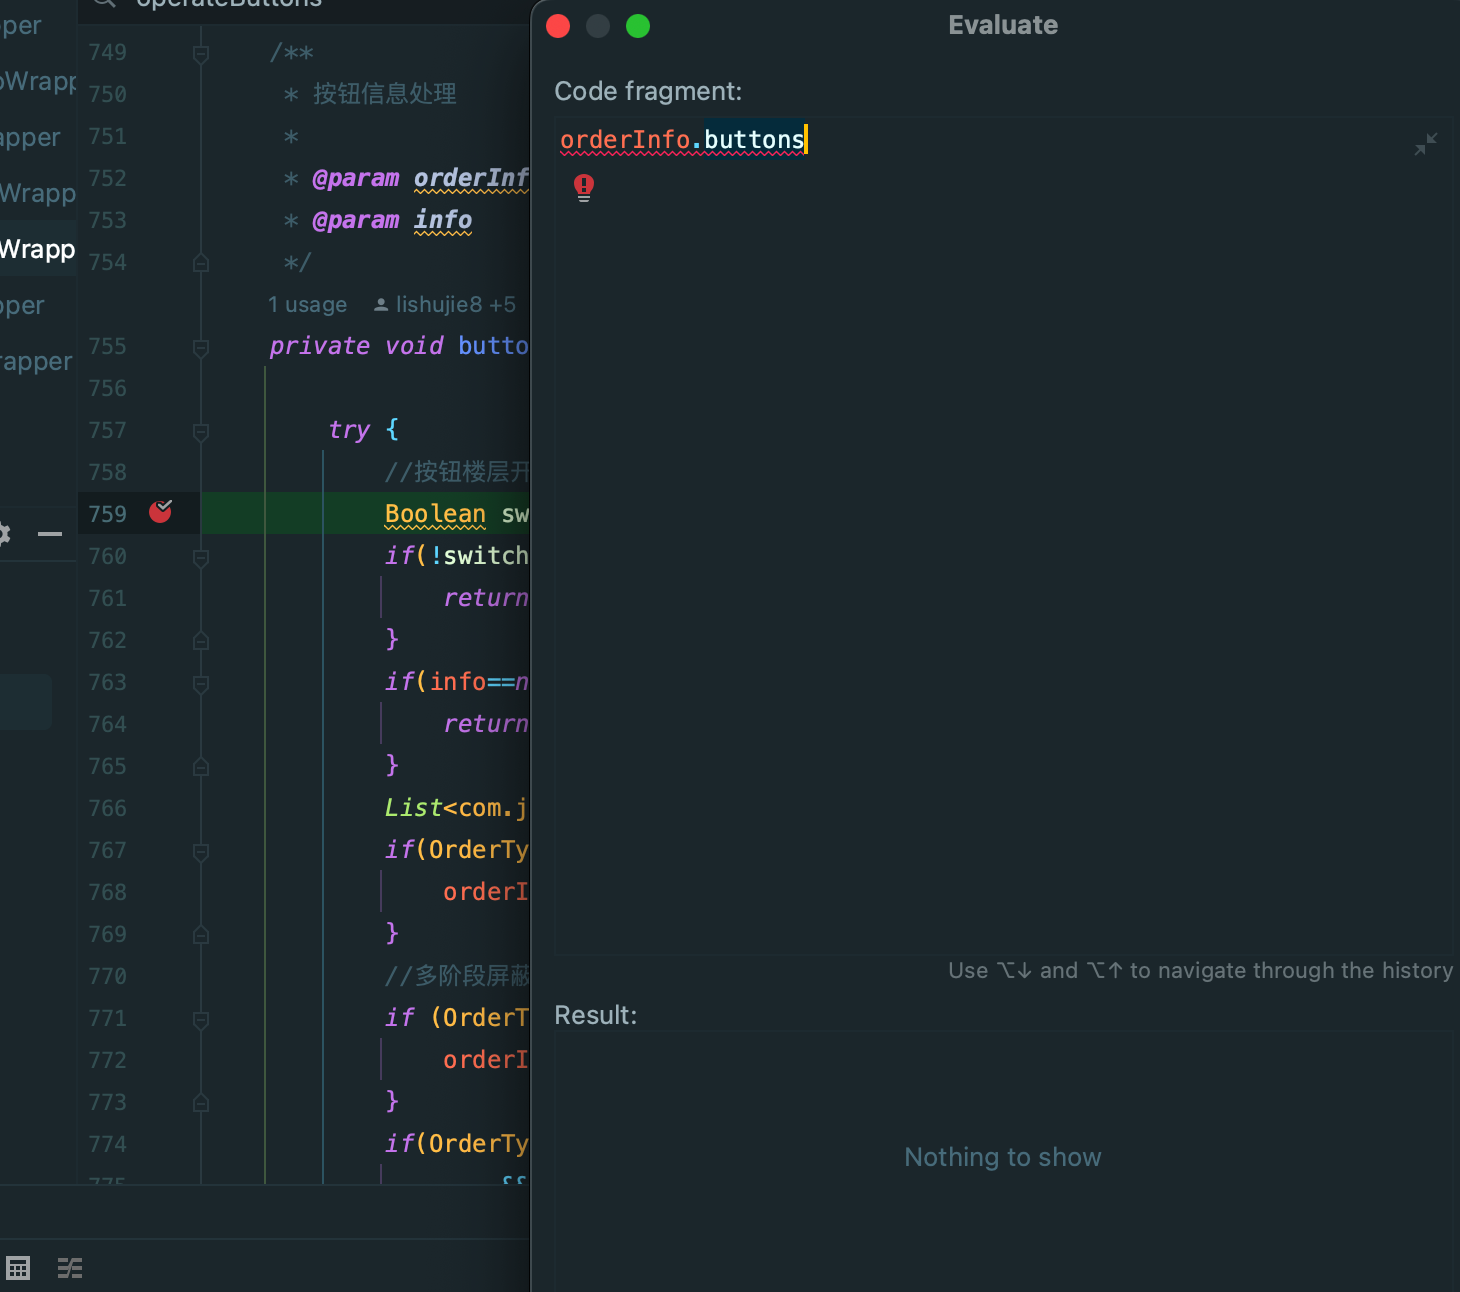 operateButtons
749 /**
750 * 按钮信息处理
751 *
752 * @param orderInf
753 * @param info
754 */
1 usage lishujie8 +5
755 private void butto
756
757 try {
758 //按钮楼层开
759 Boolean sw
760 if(!switch
761 return
762 }
763 if(info==n
764 return
765 }
766 List<com.j
767 if(OrderTy
768 orderI
769 }
770 //多阶段屏蔽
771 if (OrderT
772 orderI
773 }
774 if(OrderTy
775 &&
pper
oWrapp
apper
Wrapp
Wrapp
pper
rapper
Evaluate
Code fragment:
orderInfo.buttons
Use ⌥↓ and ⌥↑ to navigate through the history
Result:
Nothing to show